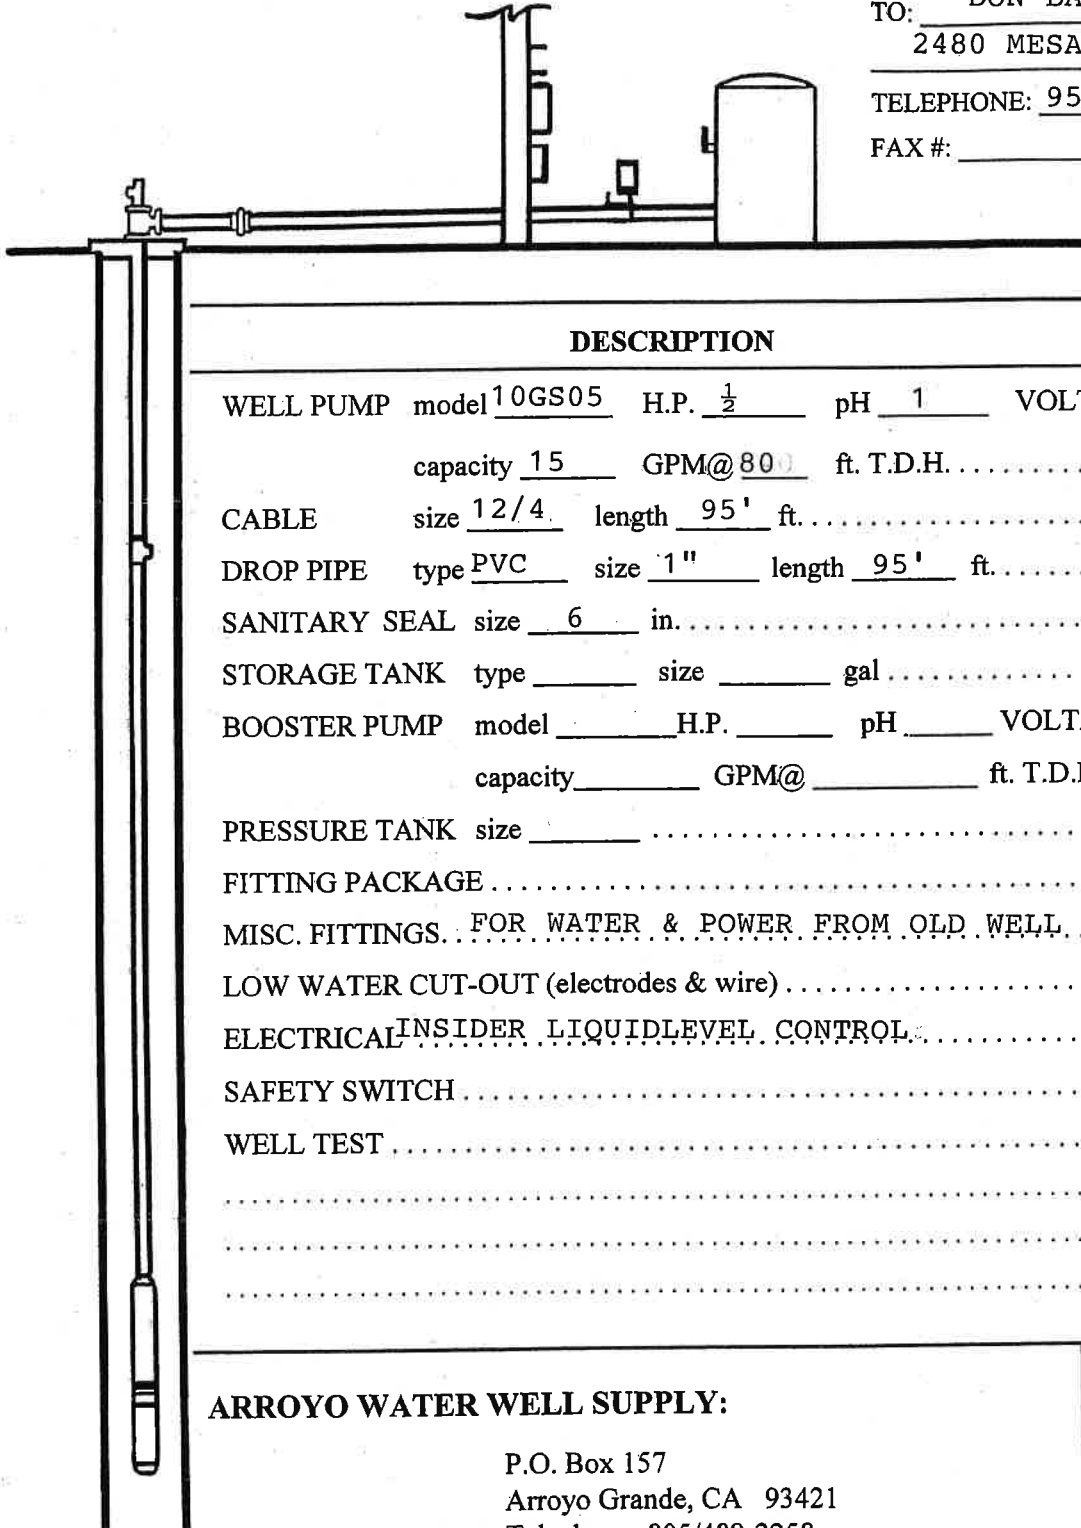 TO: DON
2480 MESA
TELEPHONE: 95
FAX #:
DESCRIPTION
WELL PUMP model 10GS05 H.P. ½ pH 1 VOLT
capacity 15 GPM@ 80 ft. T.D.H.
CABLE size 12/4 length 95' ft.
DROP PIPE type PVC size 1" length 95' ft.
SANITARY SEAL size 6 in.
STORAGE TANK type size gal
BOOSTER PUMP model H.P. pH VOLTA
capacity GPM@ ft. T.D.H
PRESSURE TANK size
FITTING PACKAGE
MISC. FITTINGS. FOR WATER & POWER FROM OLD WELL
LOW WATER CUT-OUT (electrodes & wire)
ELECTRICAL INSIDER LIQUIDLEVEL CONTROL
SAFETY SWITCH
WELL TEST
ARROYO WATER WELL SUPPLY:
P.O. Box 157
Arroyo Grande, CA 93421